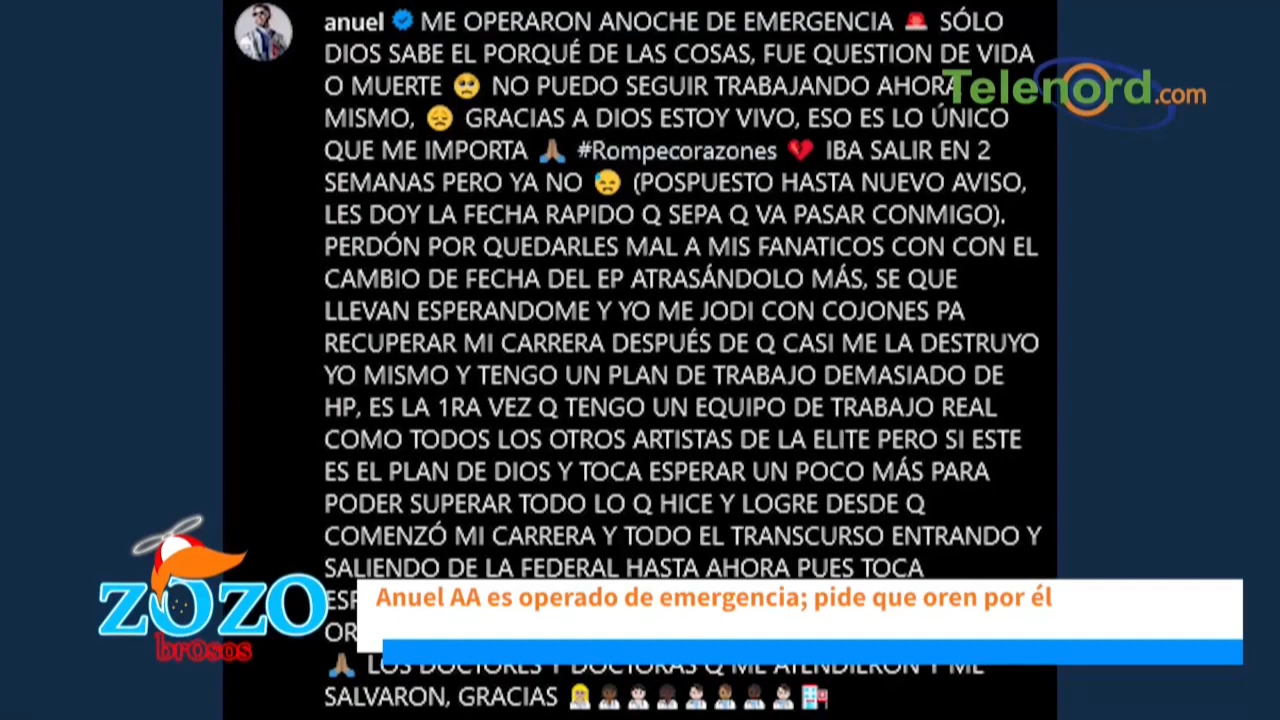 anuel ME OPERARON ANOCHE DE EMERGENCIA 🚨 SÓLO
DIOS SABE EL PORQUÉ DE LAS COSAS, FUE QUESTION DE VIDA
O MUERTE 🥺 NO PUEDO SEGUIR TRABAJANDO AHORA
MISMO, 😔 GRACIAS A DIOS ESTOY VIVO, ESO ES LO ÚNICO
QUE ME IMPORTA 🙏🏽 #Rompecorazones 💔 IBA SALIR EN 2
SEMANAS PERO YA NO 😓 (POSPUESTO HASTA NUEVO AVISO,
LES DOY LA FECHA RAPIDO Q SEPA Q VA PASAR CONMIGO).
PERDÓN POR QUEDARLES MAL A MIS FANATICOS CON CON EL
CAMBIO DE FECHA DEL EP ATRASÁNDOLO MÁS, SE QUE
LLEVAN ESPERANDOME Y YO ME JODI CON COJONES PA
RECUPERAR MI CARRERA DESPUÉS DE Q CASI ME LA DESTRUYO
YO MISMO Y TENGO UN PLAN DE TRABAJO DEMASIADO DE
HP, ES LA 1RA VEZ Q TENGO UN EQUIPO DE TRABAJO REAL
COMO TODOS LOS OTROS ARTISTAS DE LA ELITE PERO SI ESTE
ES EL PLAN DE DIOS Y TOCA ESPERAR UN POCO MÁS PARA
PODER SUPERAR TODO LO Q HICE Y LOGRE DESDE Q
COMENZÓ MI CARRERA Y TODO EL TRANSCURSO ENTRANDO Y
SALIENDO DE LA FEDERAL HASTA AHORA PUES TOCA
🙏🏽 LOS DOCTORES Y DOCTORAS Q ME ATENDIERON Y ME
SALVARON, GRACIAS
Telenord.com
zozo
brosos
Anuel AA es operado de emergencia; pide que oren por él